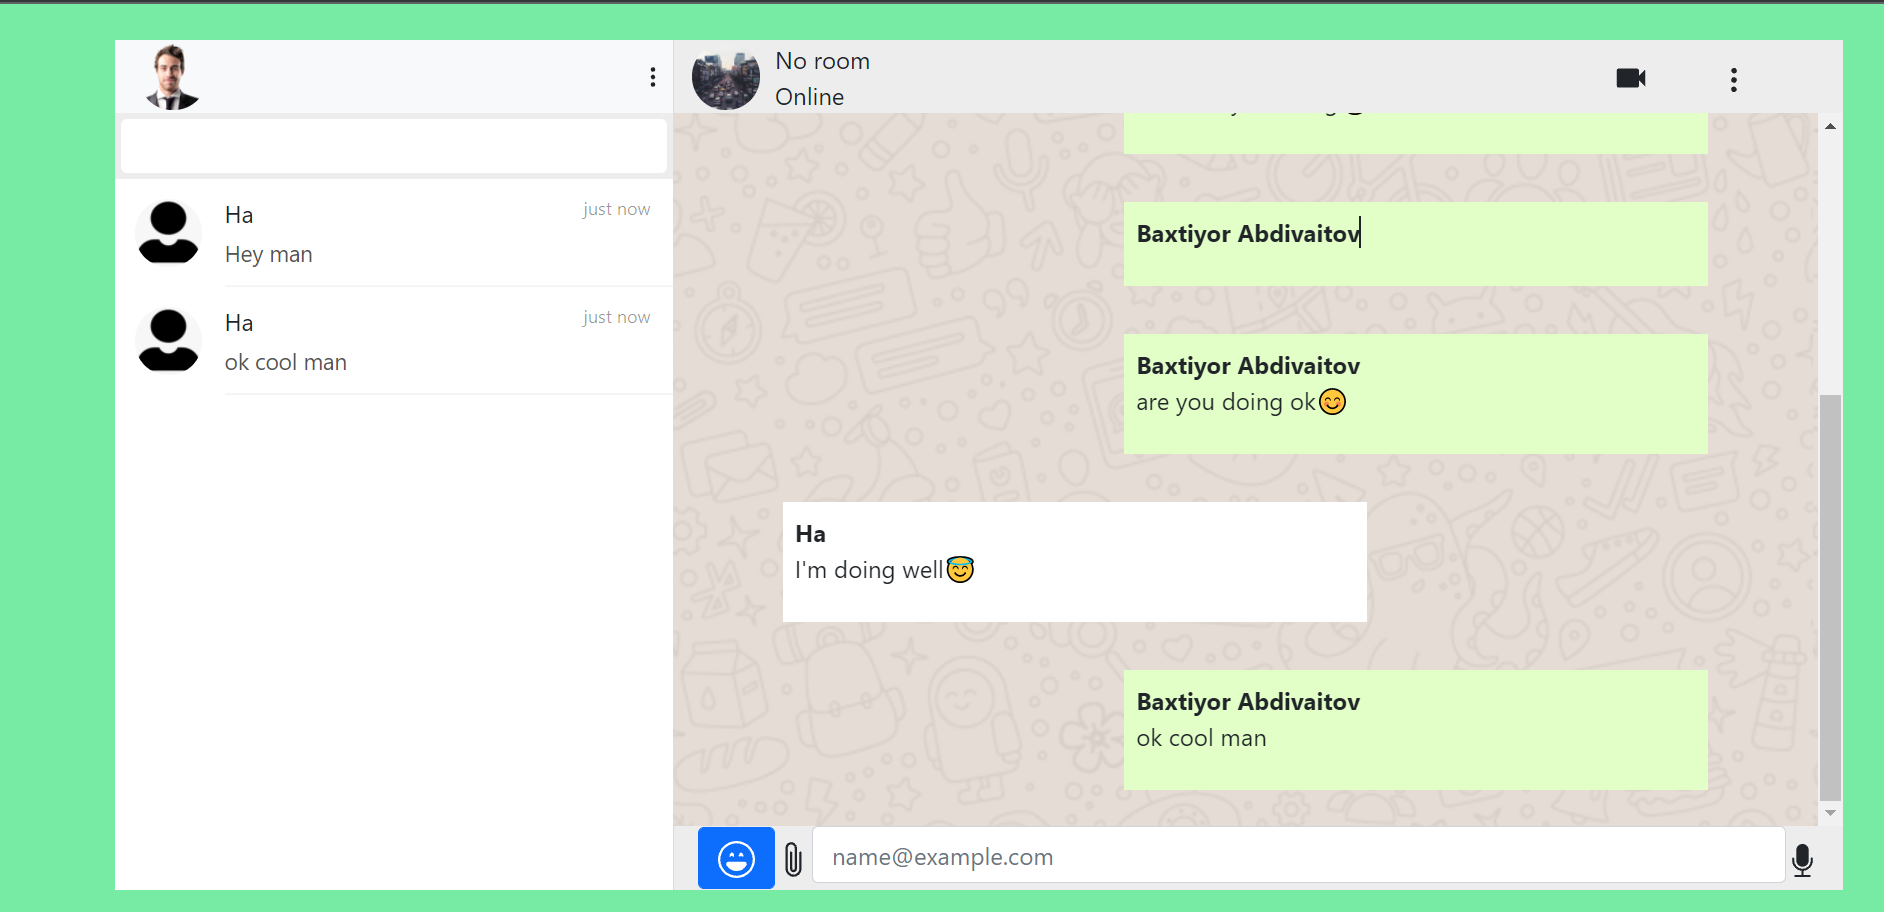 No room
Online
Ha
just now
Hey man
Ha
just now
ok cool man
Baxtiyor Abdivaitov
Baxtiyor Abdivaitov
are you doing ok😊
Ha
I'm doing well😇
Baxtiyor Abdivaitov
ok cool man
name@example.com